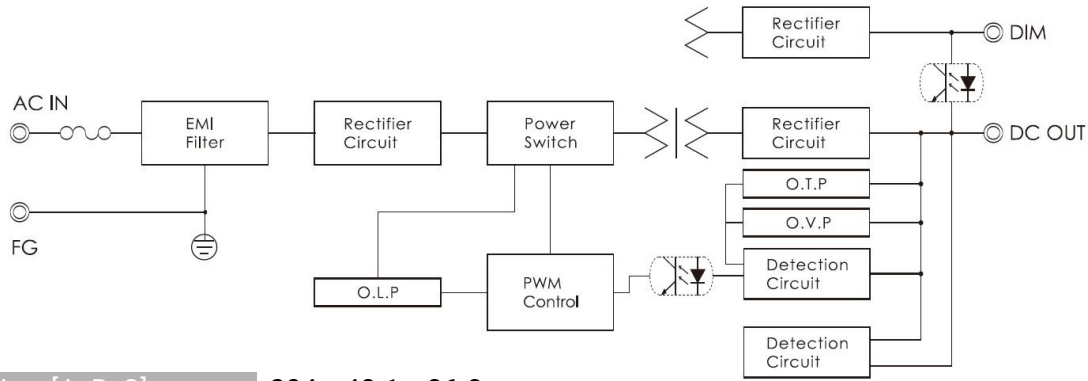 Rectifier
Circuit
DIM
AC IN
EMI
Filter
Rectifier
Circuit
Power
Switch
Rectifier
Circuit
DC OUT
O.T.P
O.V.P
FG
O.L.P
PWM
Control
Detection
Circuit
Detection
Circuit